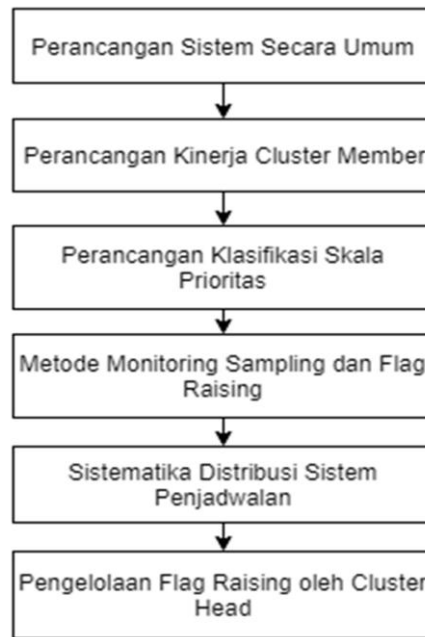 Perancangan Sistem Secara Umum
Perancangan Kinerja Cluster Member
Perancangan Klasifikasi Skala
Prioritas
Metode Monitoring Sampling dan Flag
Raising
Sistematika Distribusi Sistem
Penjadwalan
Pengelolaan Flag Raising oleh Cluster
Head